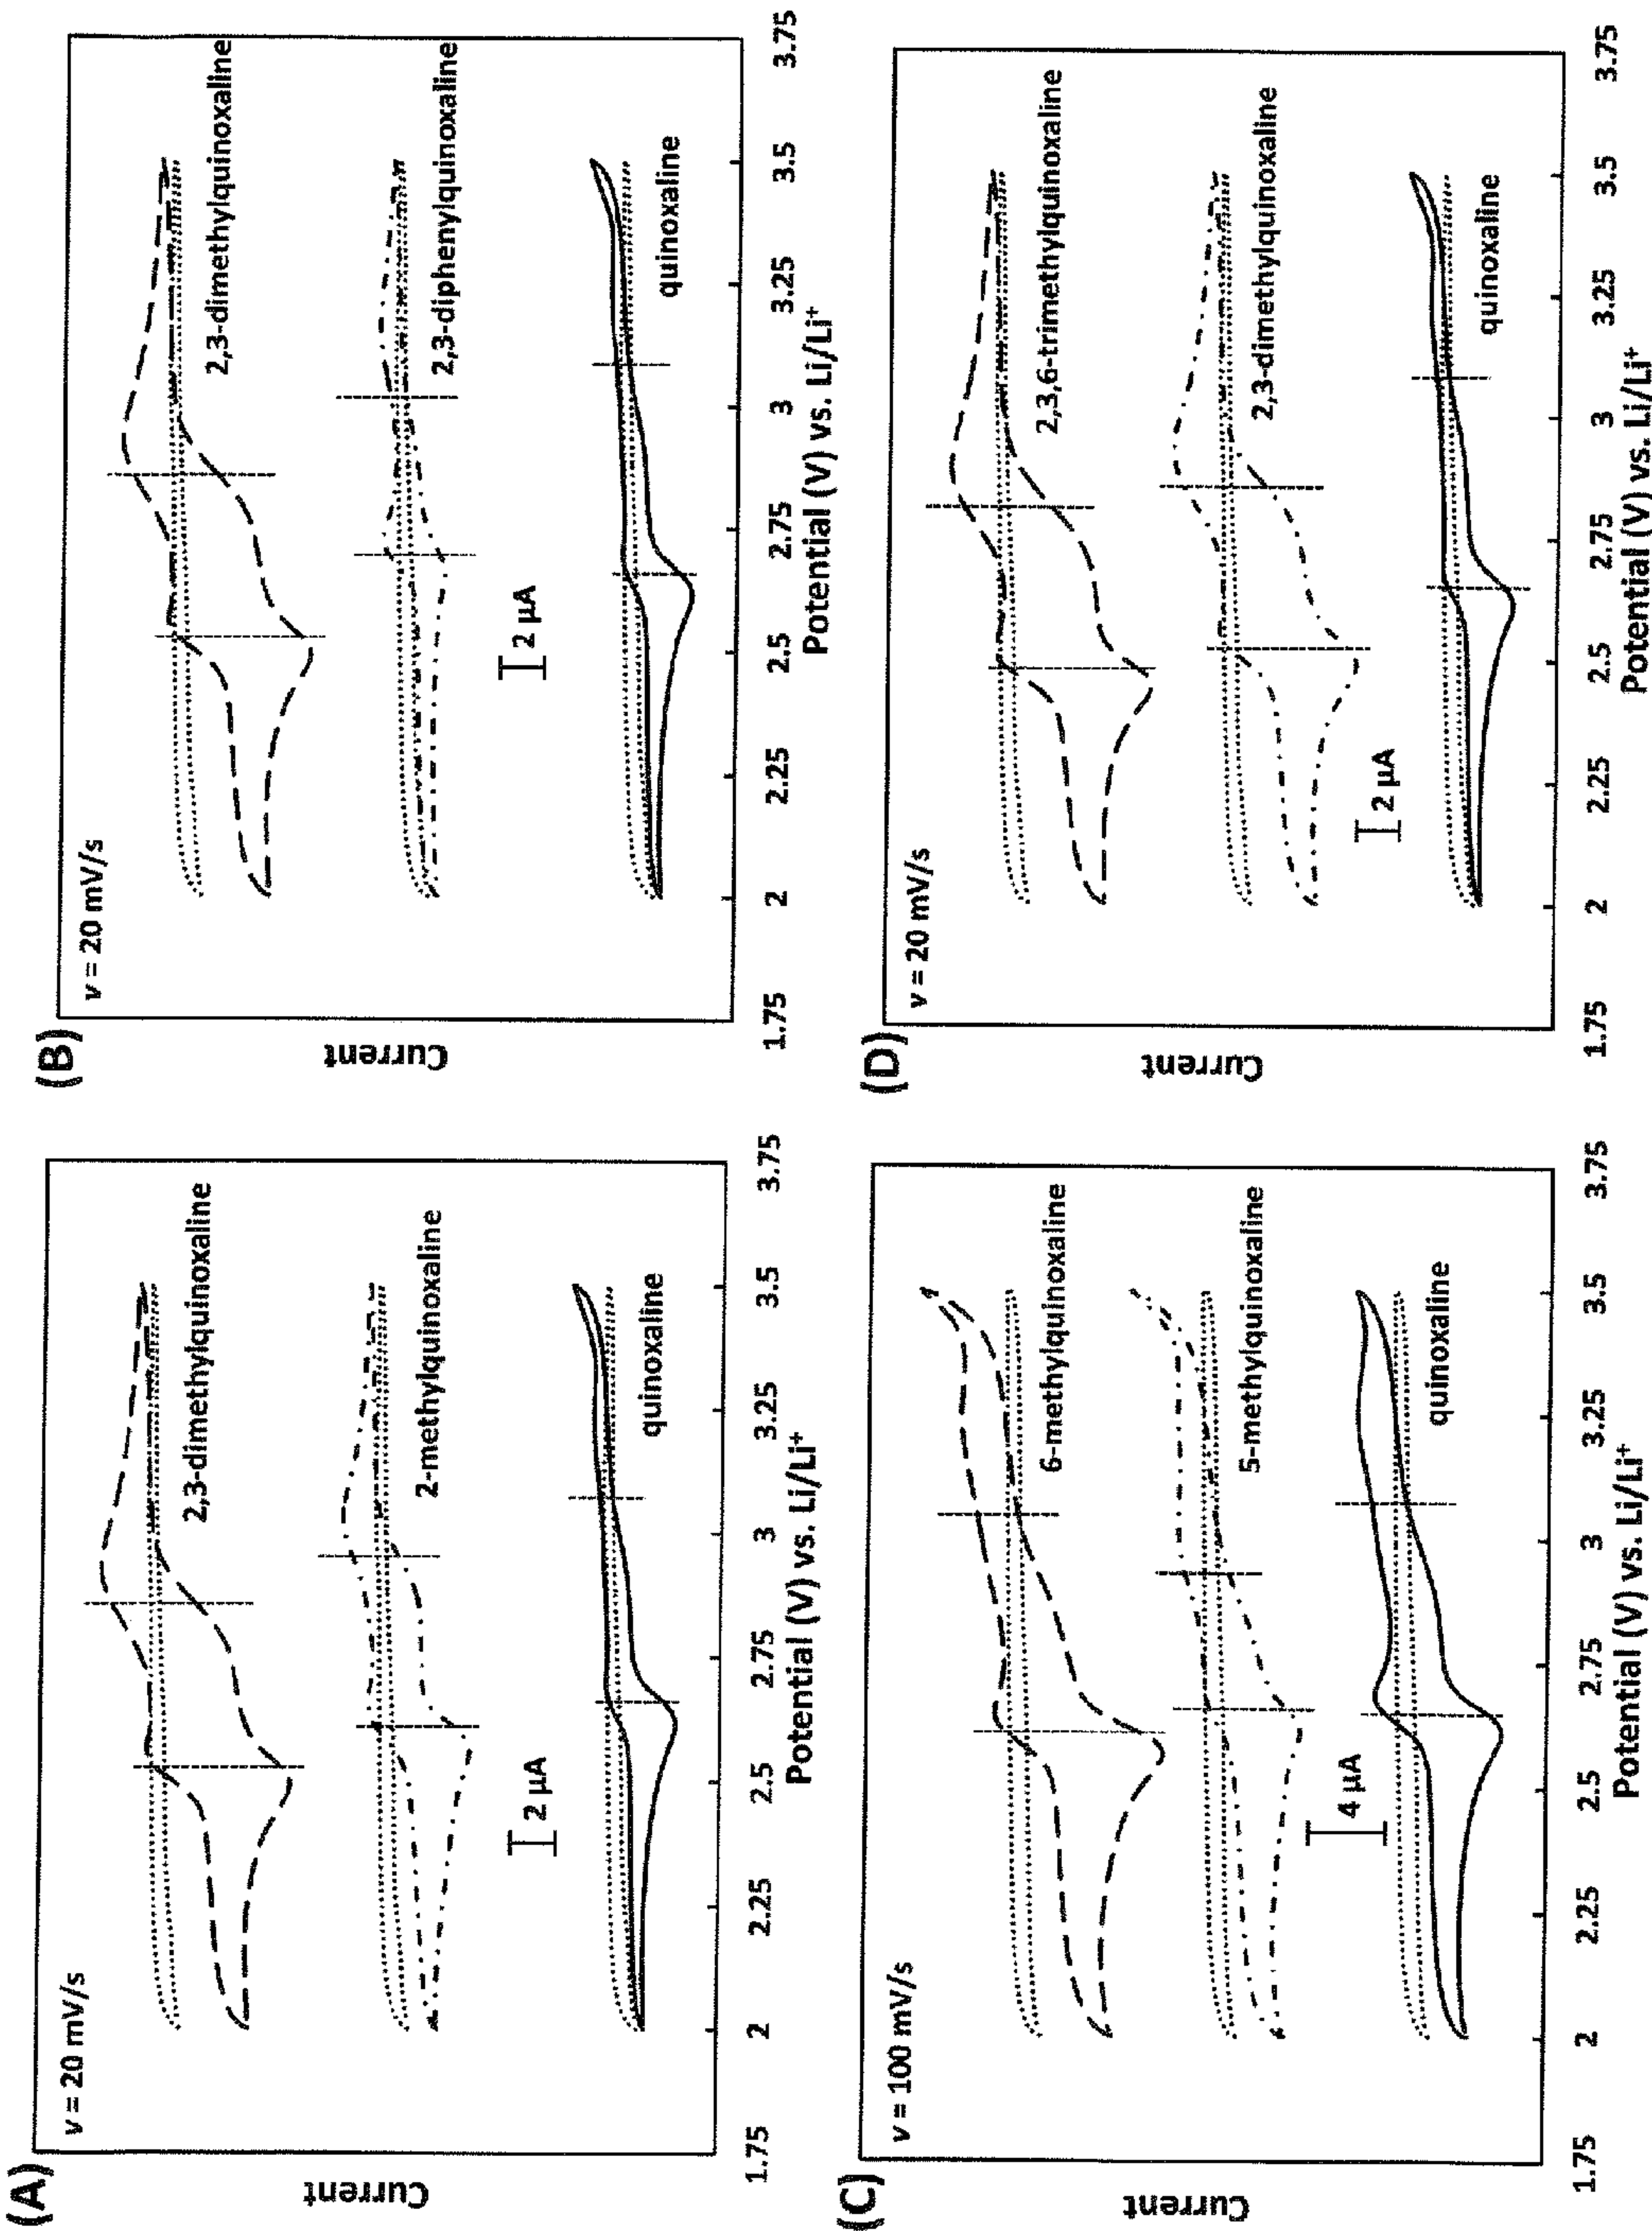 (A)
v = 20 mV/s
2,3-dimethylquinoxaline
2-methylquinoxaline
2 µA
quinoxaline
Current
1.75 2 2.25 2.5 2.75 3 3.25 3.5 3.75
Potential (V) vs. Li/Li⁺
(B)
v = 20 mV/s
2,3-dimethylquinoxaline
2,3-diphenylquinoxaline
2 µA
quinoxaline
Current
1.75 2 2.25 2.5 2.75 3 3.25 3.5 3.75
Potential (V) vs. Li/Li⁺
(C)
v = 100 mV/s
6-methylquinoxaline
5-methylquinoxaline
4 µA
quinoxaline
Current
1.75 2 2.25 2.5 2.75 3 3.25 3.5 3.75
Potential (V) vs. Li/Li⁺
(D)
v = 20 mV/s
2,3,6-trimethylquinoxaline
2,3-dimethylquinoxaline
2 µA
quinoxaline
Current
1.75 2 2.25 2.5 2.75 3 3.25 3.5 3.75
Potential (V) vs. Li/Li⁺